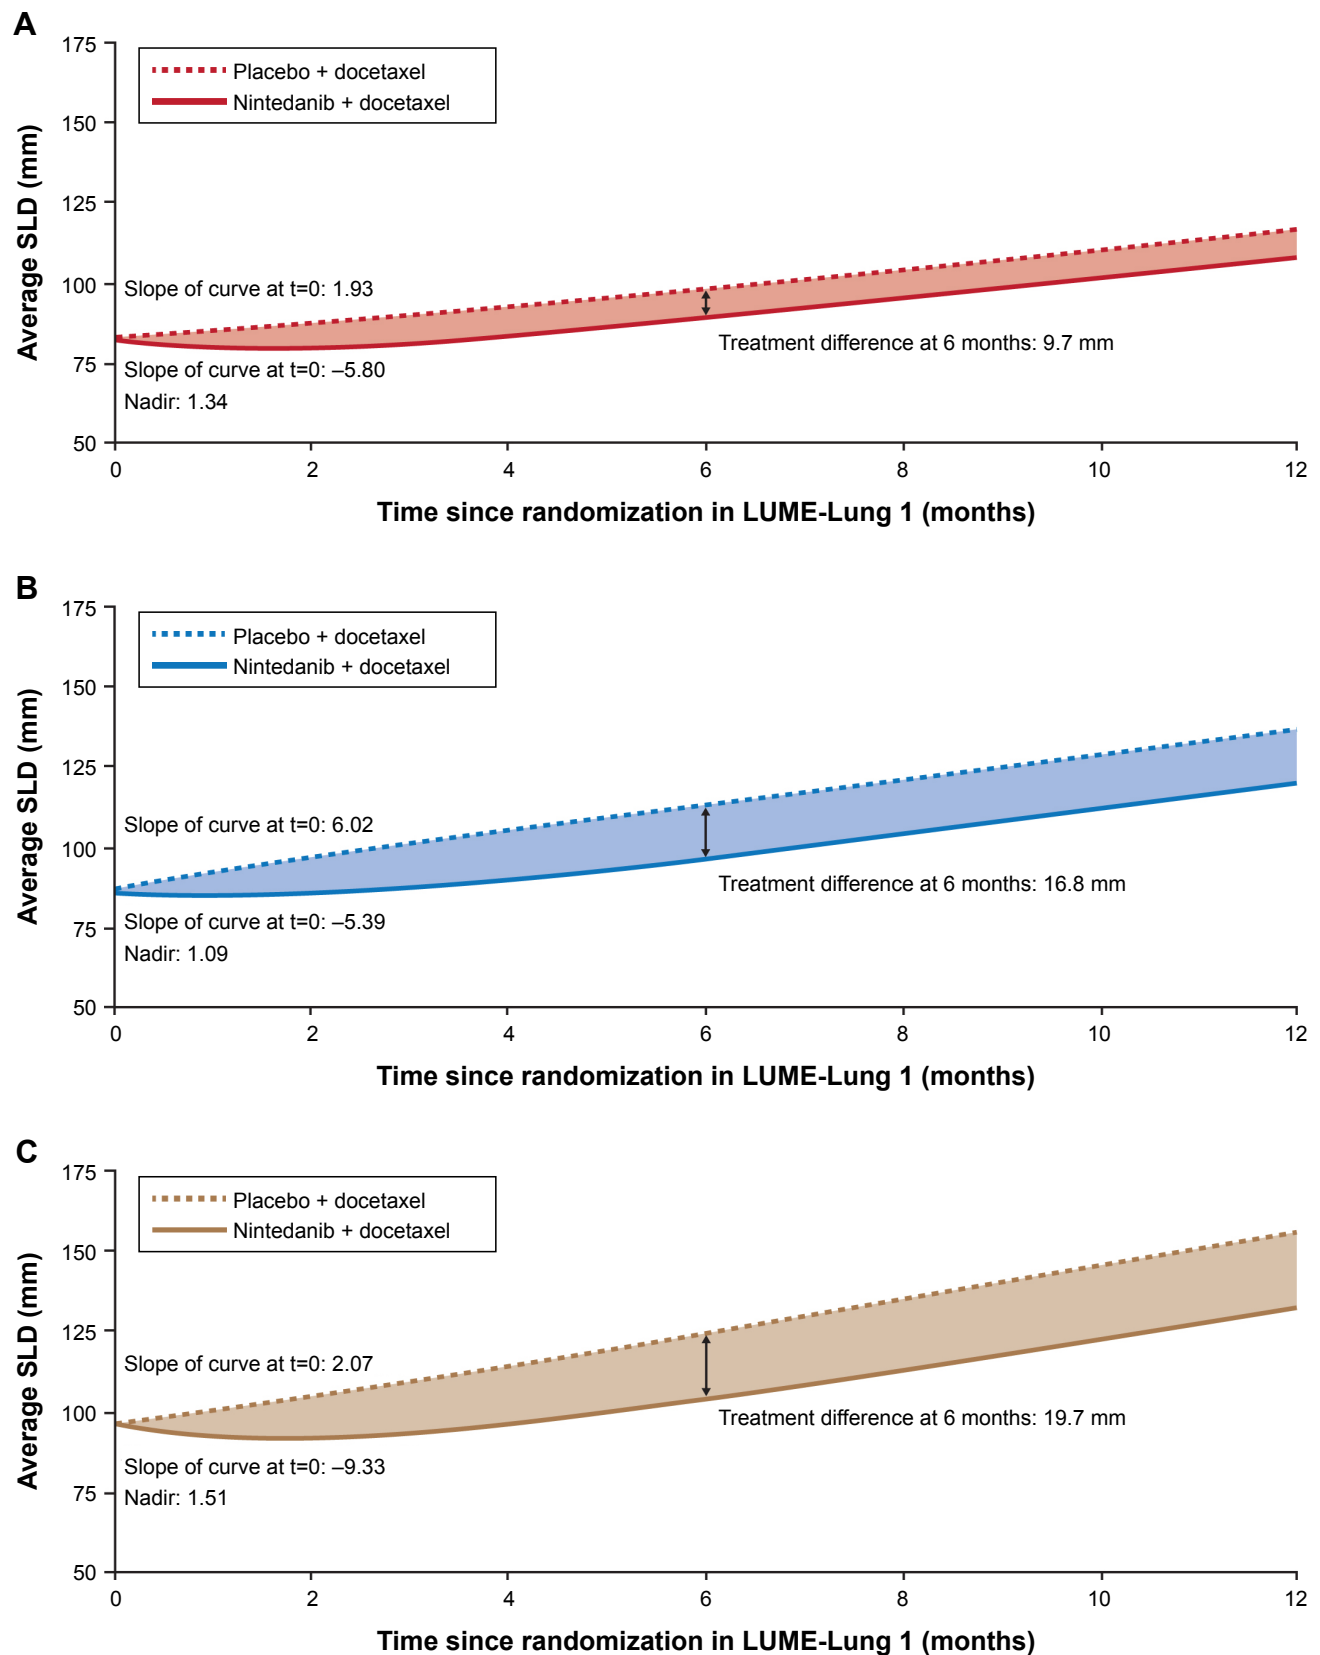 A
175
150
125
100
75
50
Average SLD (mm)
Placebo + docetaxel
Nintedanib + docetaxel
Slope of curve at t=0: 1.93
Treatment difference at 6 months: 9.7 mm
Slope of curve at t=0: –5.80
Nadir: 1.34
0 2 4 6 8 10 12
Time since randomization in LUME-Lung 1 (months)
B
175
150
125
100
75
50
Average SLD (mm)
Placebo + docetaxel
Nintedanib + docetaxel
Slope of curve at t=0: 6.02
Treatment difference at 6 months: 16.8 mm
Slope of curve at t=0: –5.39
Nadir: 1.09
0 2 4 6 8 10 12
Time since randomization in LUME-Lung 1 (months)
C
175
150
125
100
75
50
Average SLD (mm)
Placebo + docetaxel
Nintedanib + docetaxel
Slope of curve at t=0: 2.07
Treatment difference at 6 months: 19.7 mm
Slope of curve at t=0: –9.33
Nadir: 1.51
0 2 4 6 8 10 12
Time since randomization in LUME-Lung 1 (months)